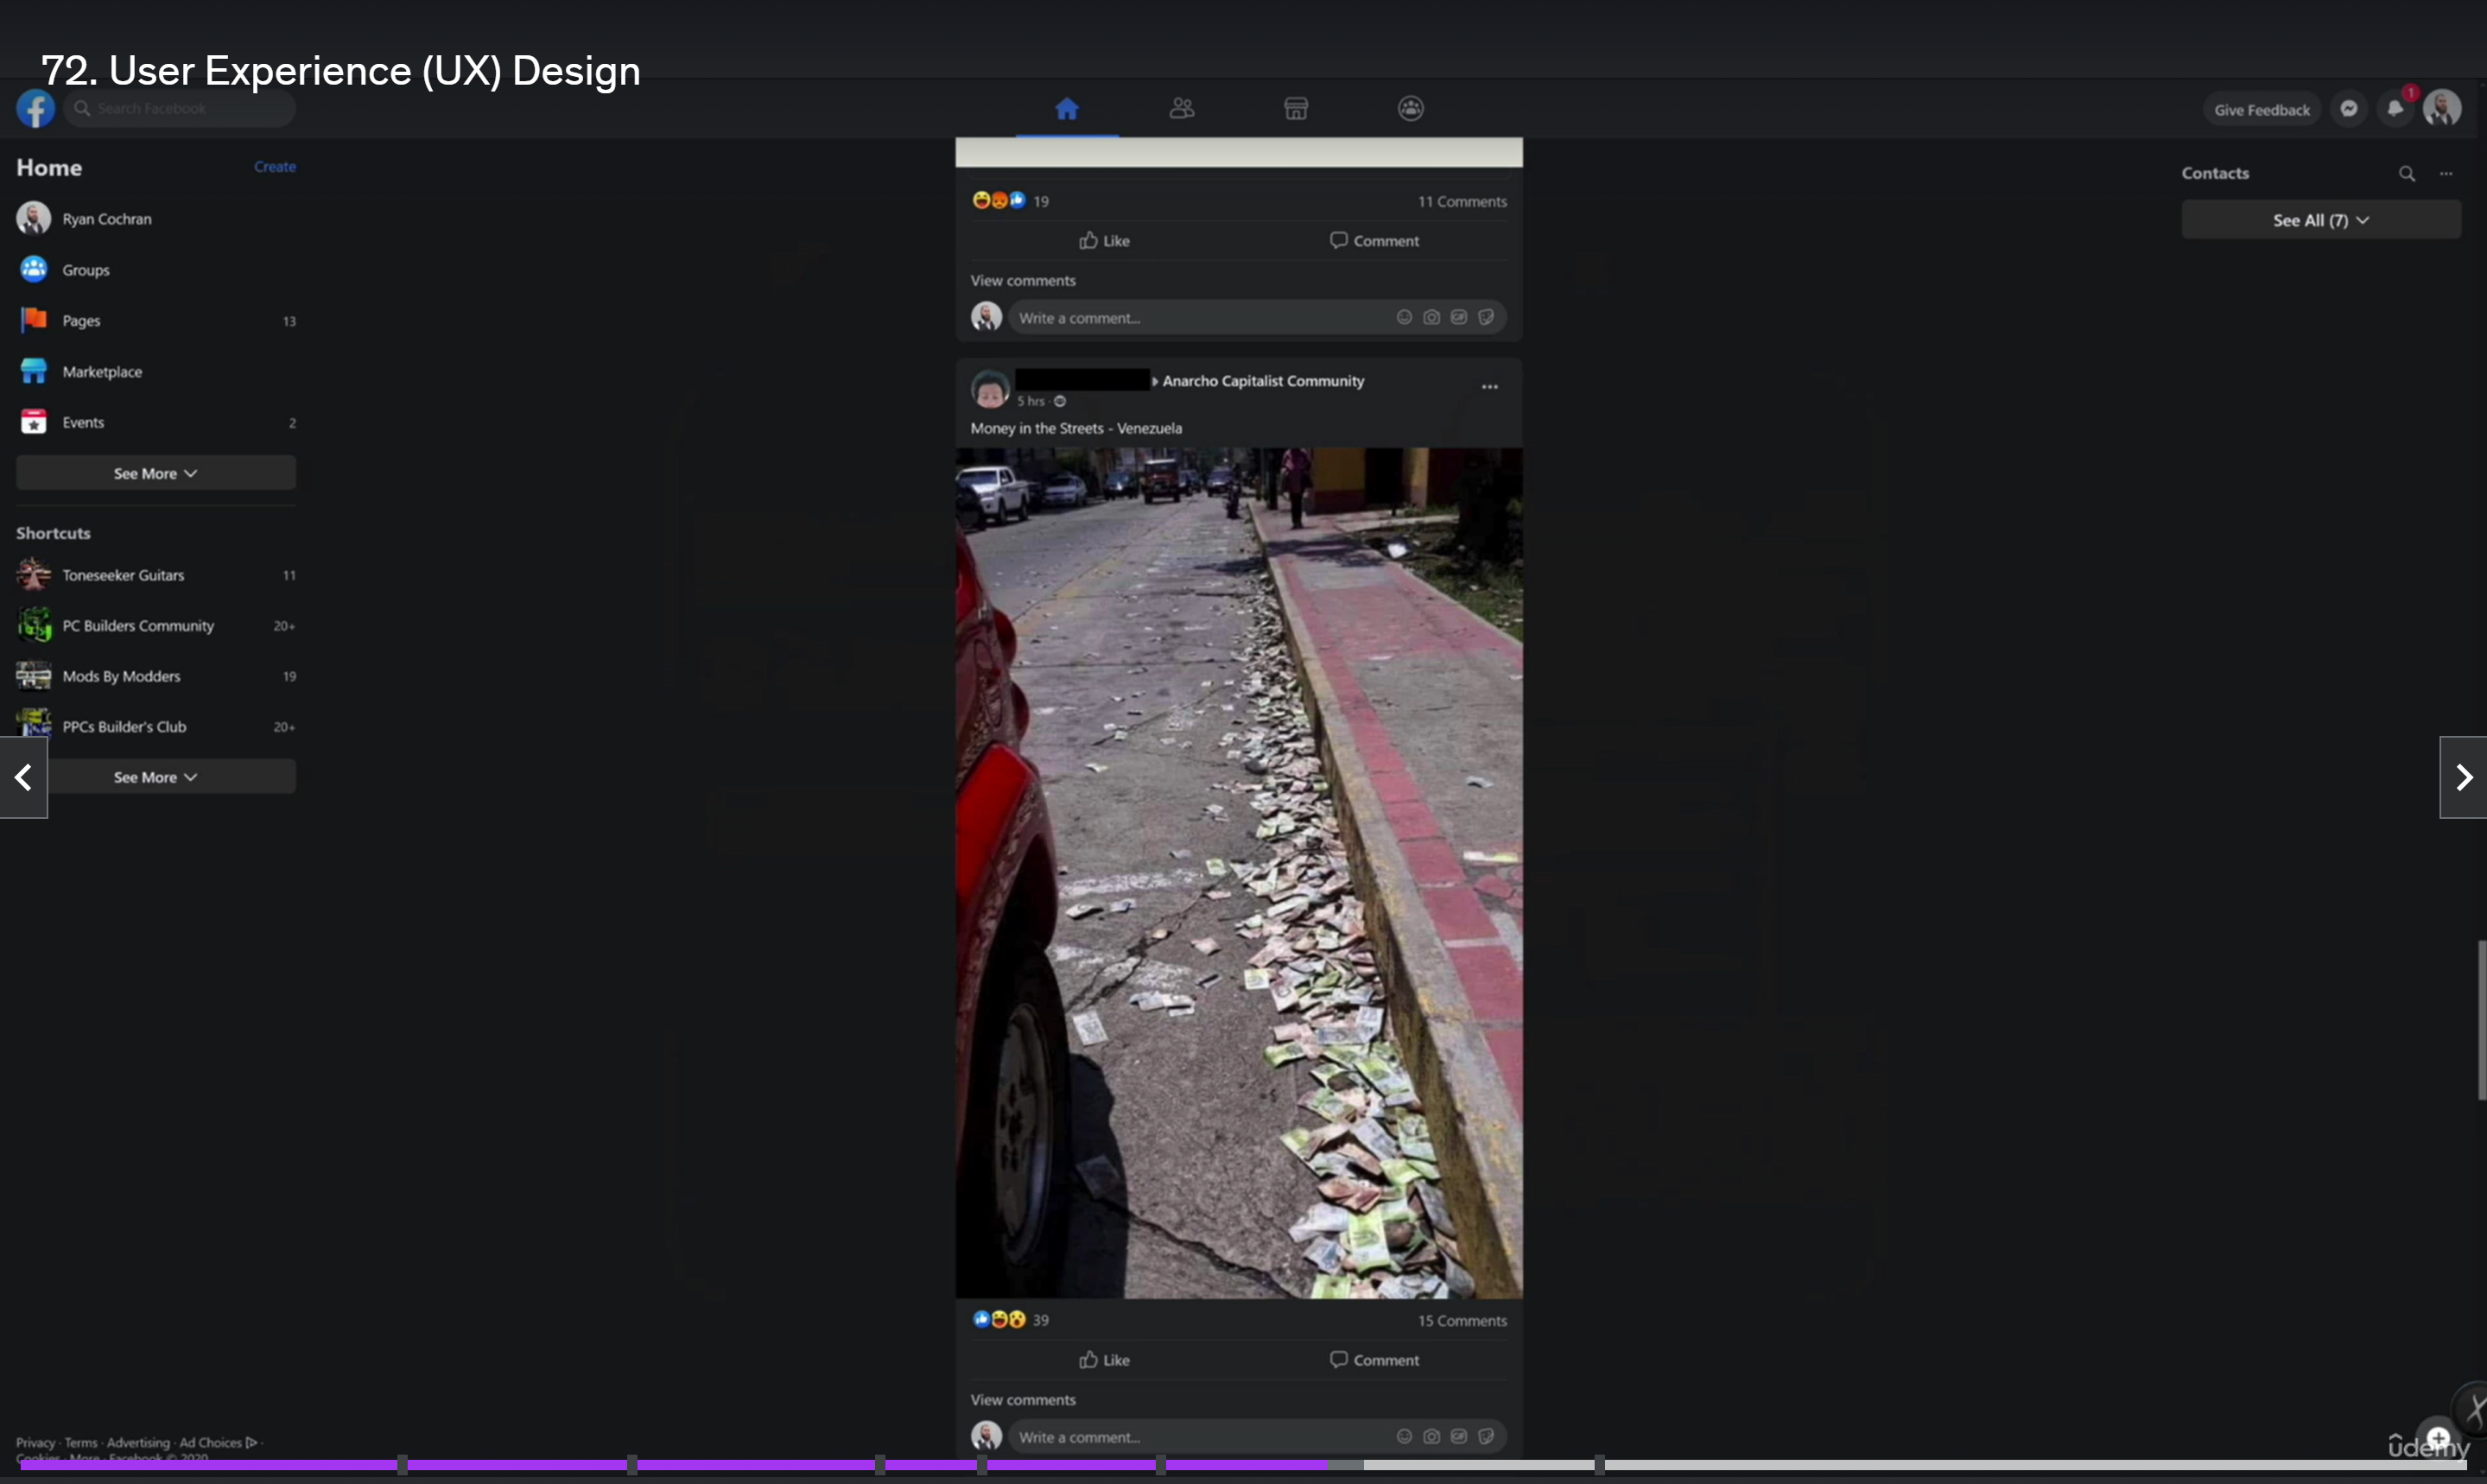 72. User Experience (UX) Design
Search Facebook
Give Feedback
1
Home
Create
Ryan Cochran
Groups
Pages
13
Marketplace
Events
2
See More
Shortcuts
Toneseeker Guitars
11
PC Builders Community
20+
Mods By Modders
19
PPCs Builder's Club
20+
See More
Privacy · Terms · Advertising · Ad Choices ·
Cookies · More · Facebook © 2020
19
11 Comments
Like
Comment
View comments
Write a comment...
GIF
Anarcho Capitalist Community
5 hrs ·
Money in the Streets - Venezuela
39
15 Comments
Like
Comment
View comments
Write a comment...
GIF
Contacts
See All (7)
ûdemy